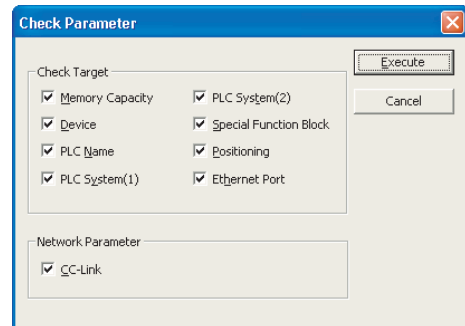 Check Parameter
Execute
Cancel
Check Target
Memory Capacity
Device
PLC Name
PLC System(1)
PLC System(2)
Special Function Block
Positioning
Ethernet Port
Network Parameter
CC-Link